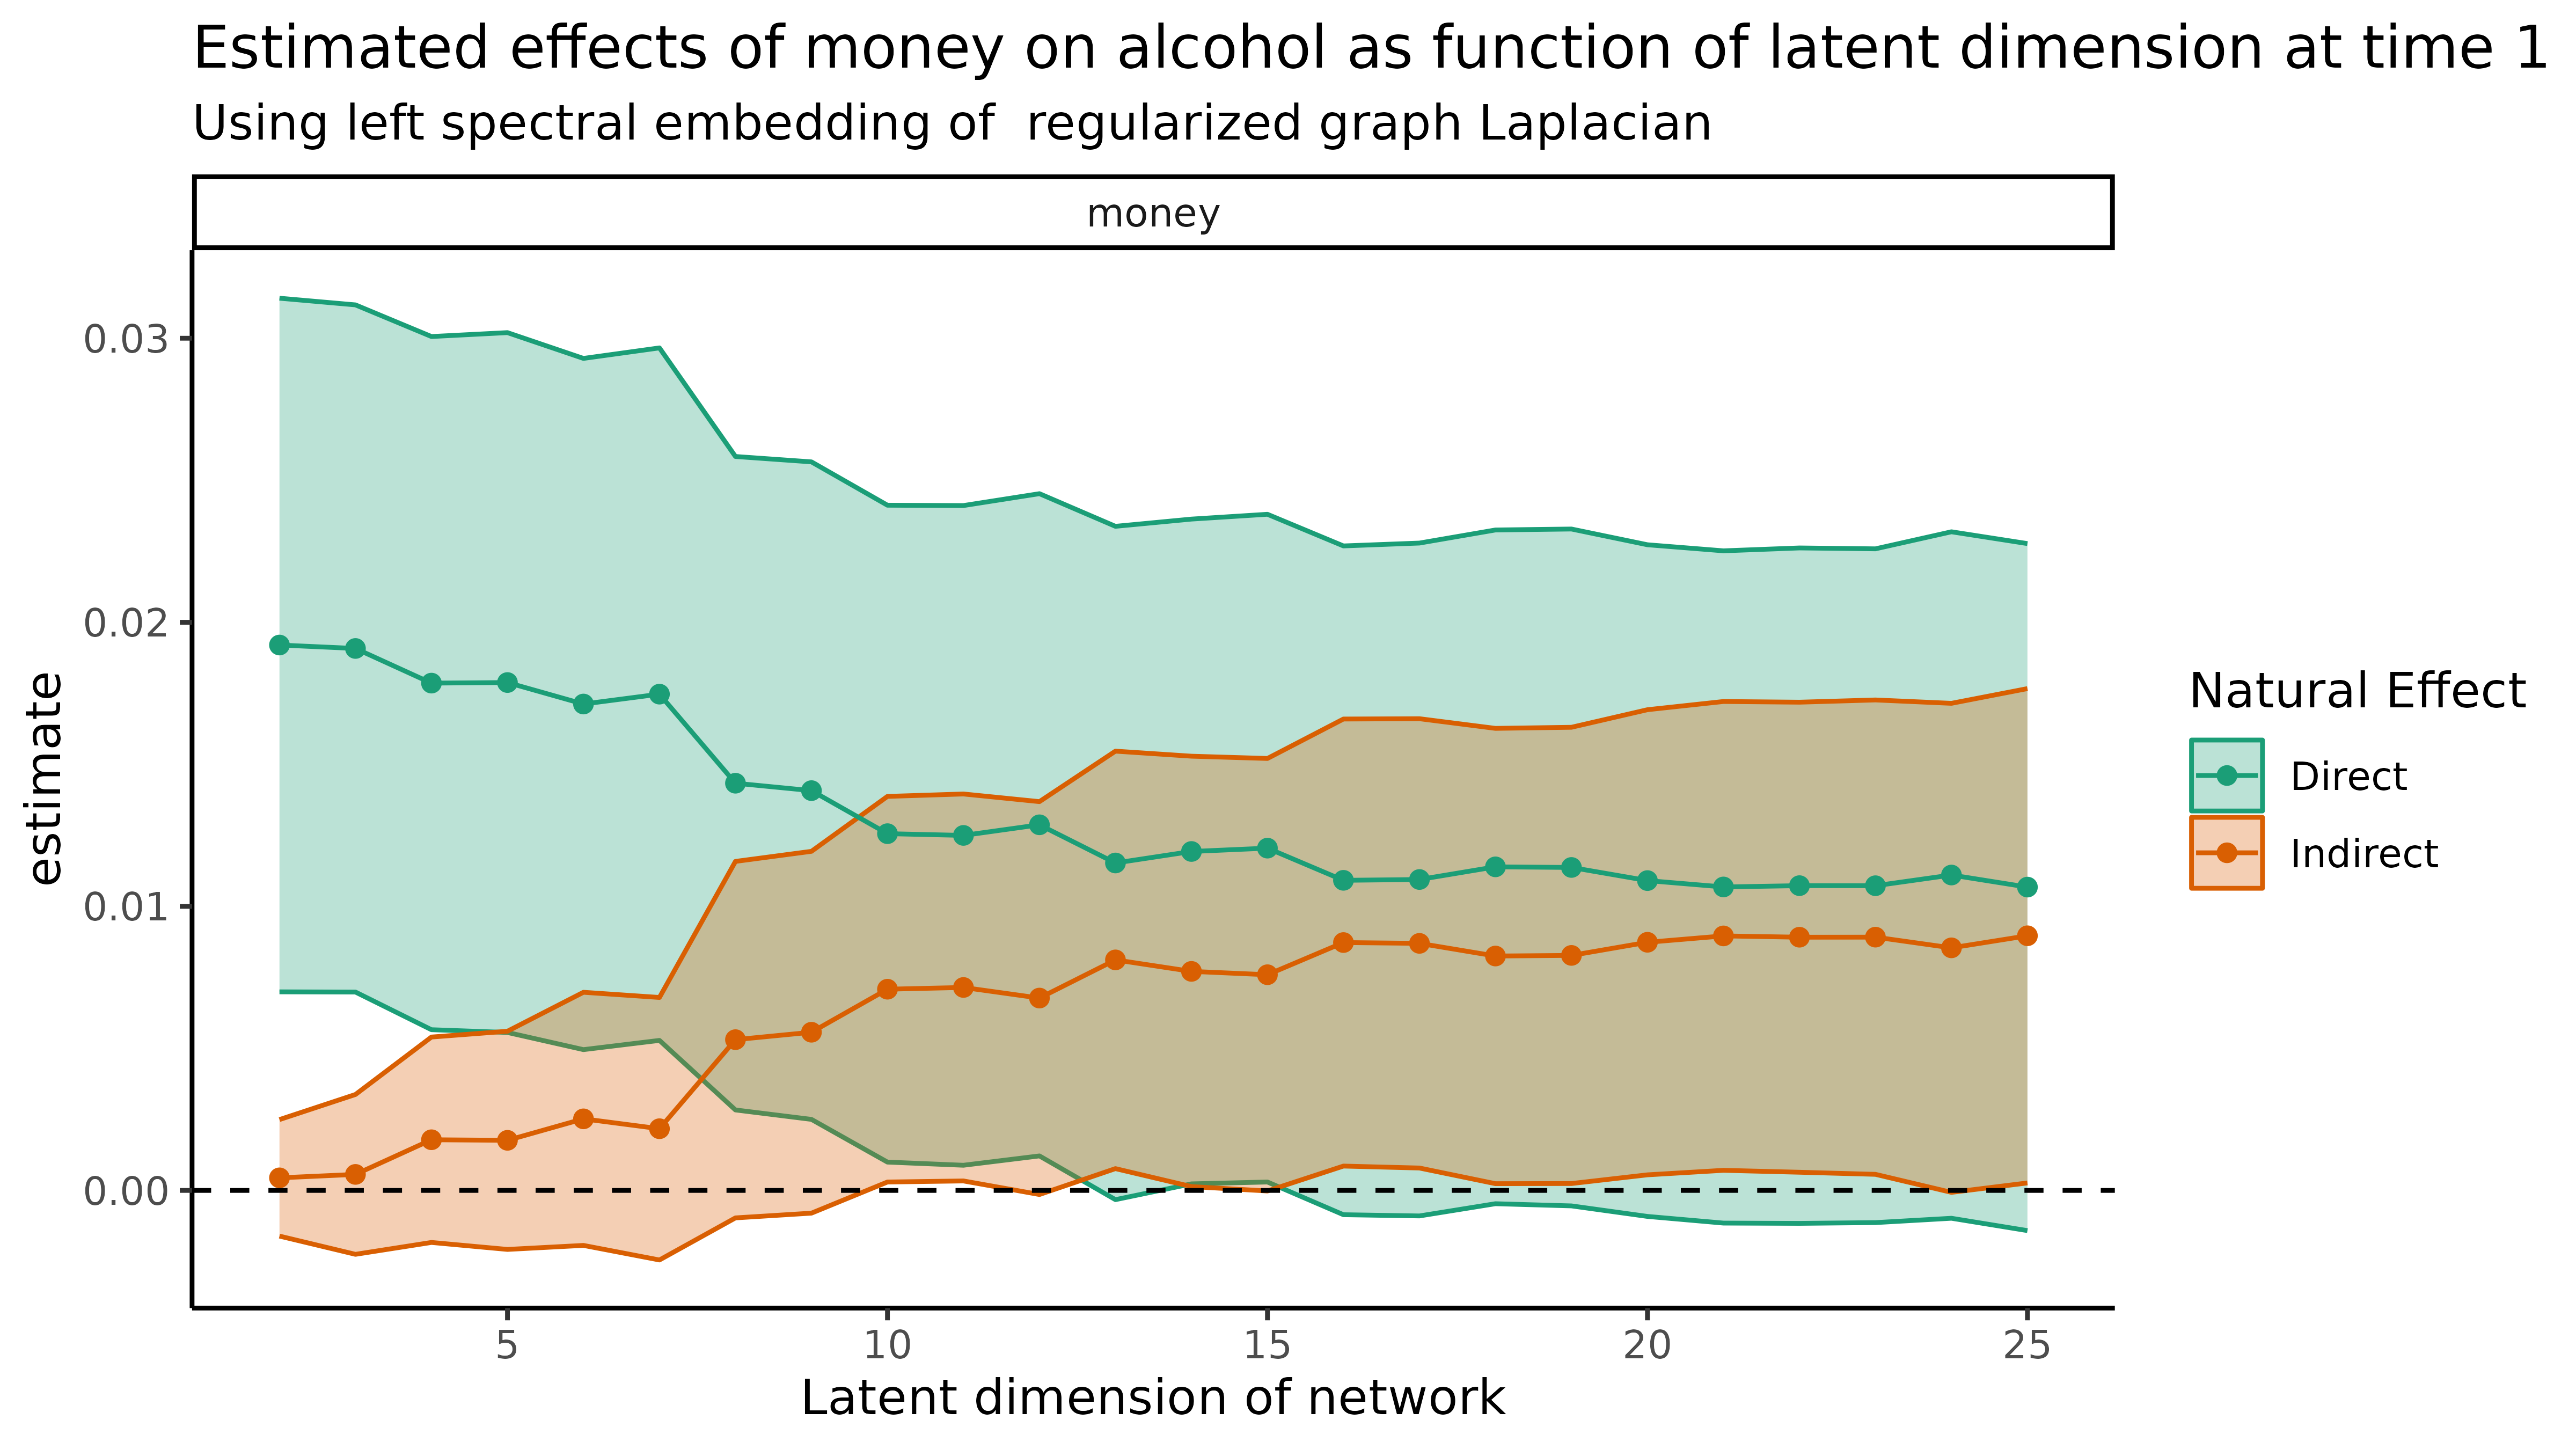 Estimated effects of money on alcohol as function of latent dimension at time 1
Using left spectral embedding of  regularized graph Laplacian
money
0.03
0.02
0.01
0.00
estimate
5
10
15
20
25
Latent dimension of network
Natural Effect
Direct
Indirect